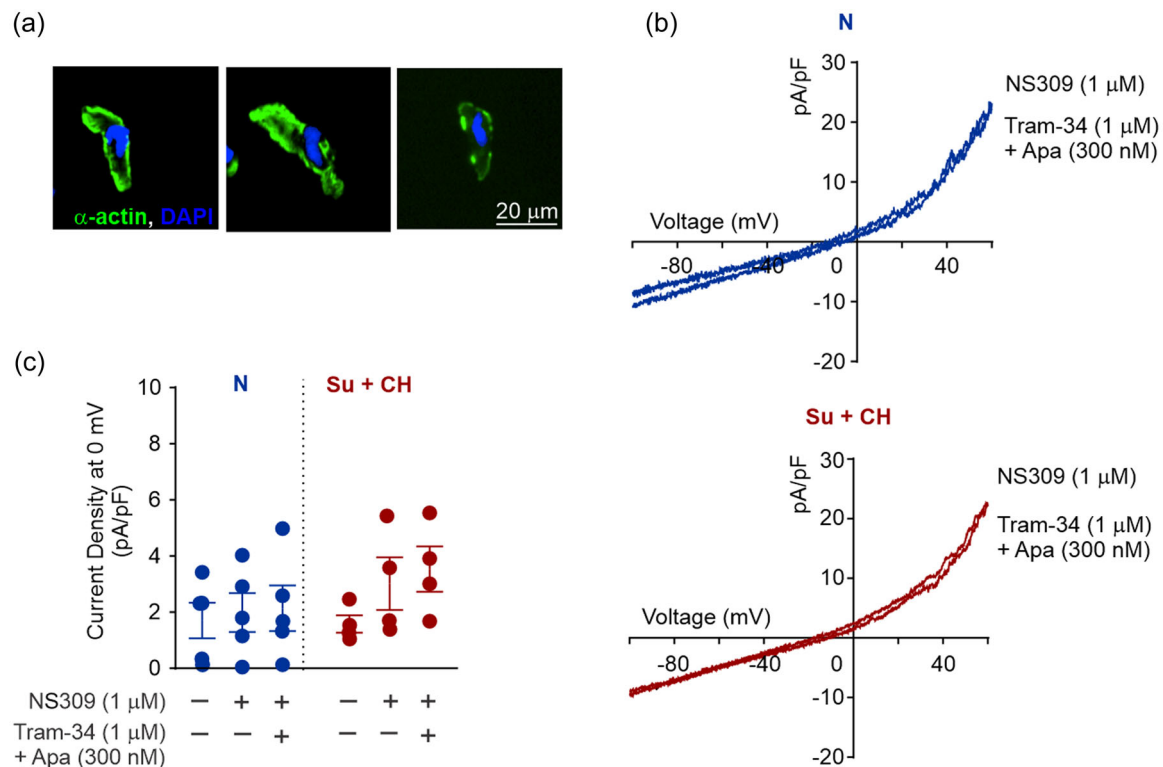 (a)
α-actin, DAPI
20 μm
(b)
N
pA/pF
30
20
10
-10
-20
Voltage (mV)
-80
-40
0
40
NS309 (1 μM)
Tram-34 (1 μM)
+ Apa (300 nM)
Su + CH
pA/pF
30
20
10
-10
-20
Voltage (mV)
-80
-40
0
40
NS309 (1 μM)
Tram-34 (1 μM)
+ Apa (300 nM)
(c)
N
Su + CH
Current Density at 0 mV
(pA/pF)
10
8
6
4
2
0
NS309 (1 μM) − + + − + +
Tram-34 (1 μM) − − + − − +
+ Apa (300 nM)